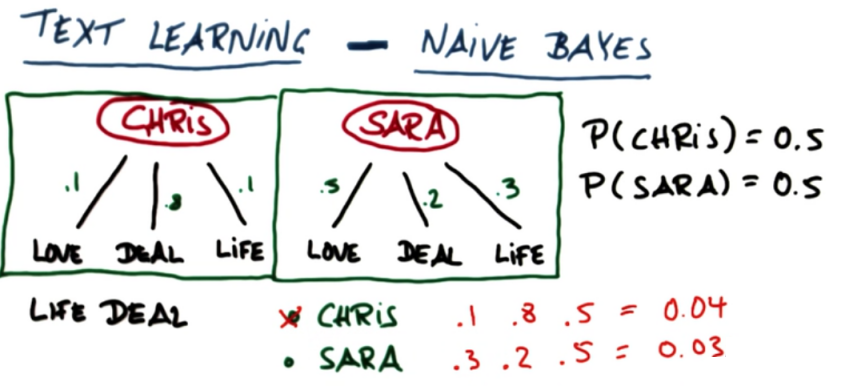 TEXT LEARNING - NAIVE BAYES
CHRIS
SARA
P(CHRIS) = 0.5
P(SARA) = 0.5
.1 .8 .1
.5 .2 .3
LOVE DEAL LIFE
LOVE DEAL LIFE
LIFE DEAL
CHRIS .1 .8 .5 = 0.04
SARA .3 .2 .5 = 0.03